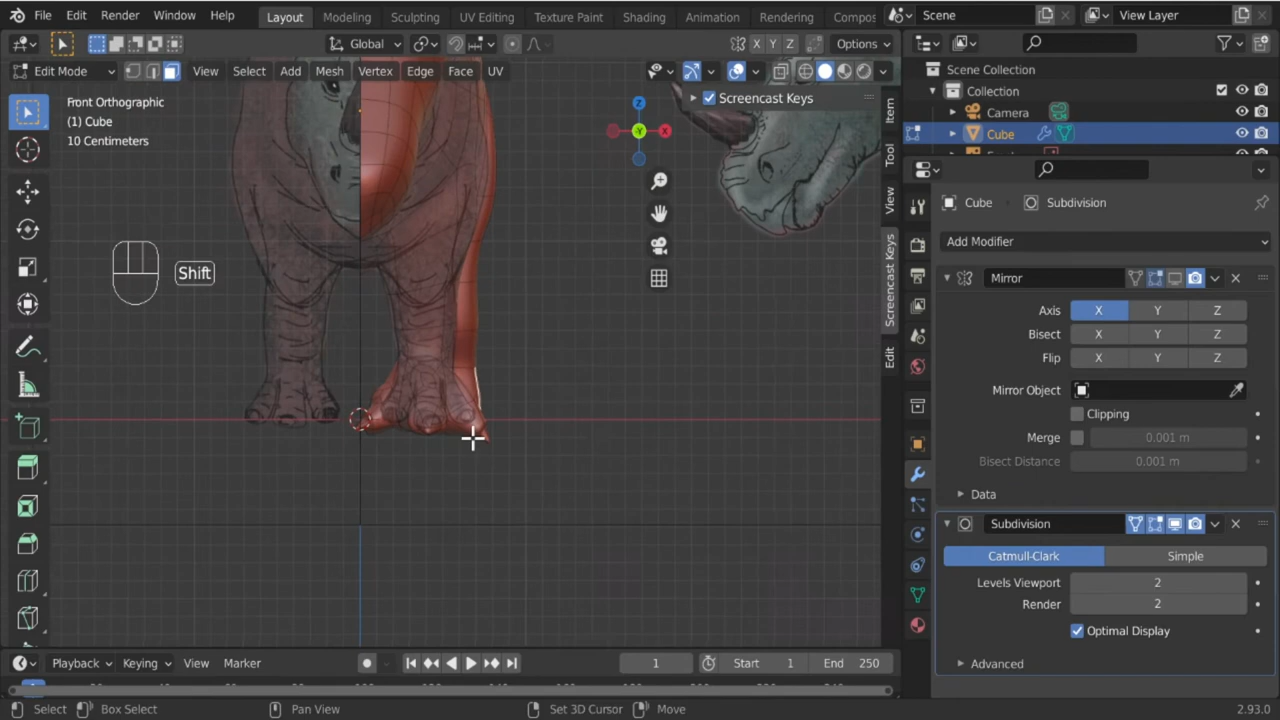 File Edit Render Window Help Layout Modeling Sculpting UV Editing Texture Paint Shading Animation Rendering Compos Scene View Layer
Global X Y Z Options
Edit Mode View Select Add Mesh Vertex Edge Face UV
Scene Collection
Collection
Camera
Cube
Front Orthographic
(1) Cube
10 Centimeters
Screencast Keys
Z
Y
X
Shift
Item
Tool
View
Screencast Keys
Edit
Cube Subdivision
Add Modifier
Mirror
Axis X Y Z
Bisect X Y Z
Flip X Y Z
Mirror Object
Clipping
Merge 0.001 m
Bisect Distance 0.001 m
Data
Subdivision
Catmull-Clark Simple
Levels Viewport 2
Render 2
Optimal Display
Advanced
Playback Keying View Marker 1 Start 1 End 250
Select Box Select Pan View Set 3D Cursor Move 2.93.0